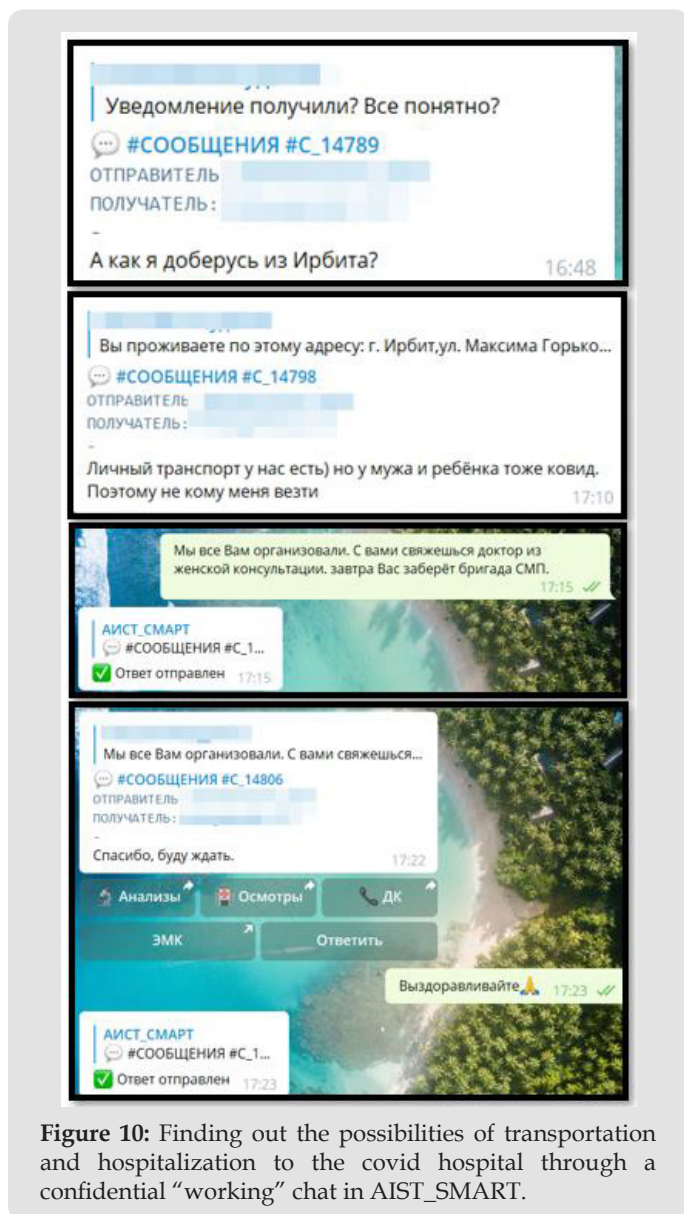 Уведомление получили? Все понятно?
💬 #СООБЩЕНИЯ #C_14789
ОТПРАВИТЕЛЬ
ПОЛУЧАТЕЛЬ:
–
А как я доберусь из Ирбита?
16:48
Вы проживаете по этому адресу: г. Ирбит,ул. Максима Горько...
💬 #СООБЩЕНИЯ #C_14798
ОТПРАВИТЕЛЬ
ПОЛУЧАТЕЛЬ:
–
Личный транспорт у нас есть) но у мужа и ребёнка тоже ковид.
Поэтому не кому меня везти
17:10
Мы все Вам организовали. С вами свяжешься доктор из
женской консультации. завтра Вас заберёт бригада СМП.
17:15
АИСТ_СМАРТ
💬 #СООБЩЕНИЯ #C_1...
✅ Ответ отправлен 17:15
Мы все Вам организовали. С вами свяжешься...
💬 #СООБЩЕНИЯ #C_14806
ОТПРАВИТЕЛЬ
ПОЛУЧАТЕЛЬ:
–
Спасибо, буду ждать.
17:22
🔬 Анализы Осмотры 📞 ДК
ЭМК Ответить
Выздоравливайте🙏 17:23
АИСТ_СМАРТ
💬 #СООБЩЕНИЯ #C_1...
✅ Ответ отправлен 17:23
Figure 10: Finding out the possibilities of transportation
and hospitalization to the covid hospital through a
confidential “working” chat in AIST_SMART.